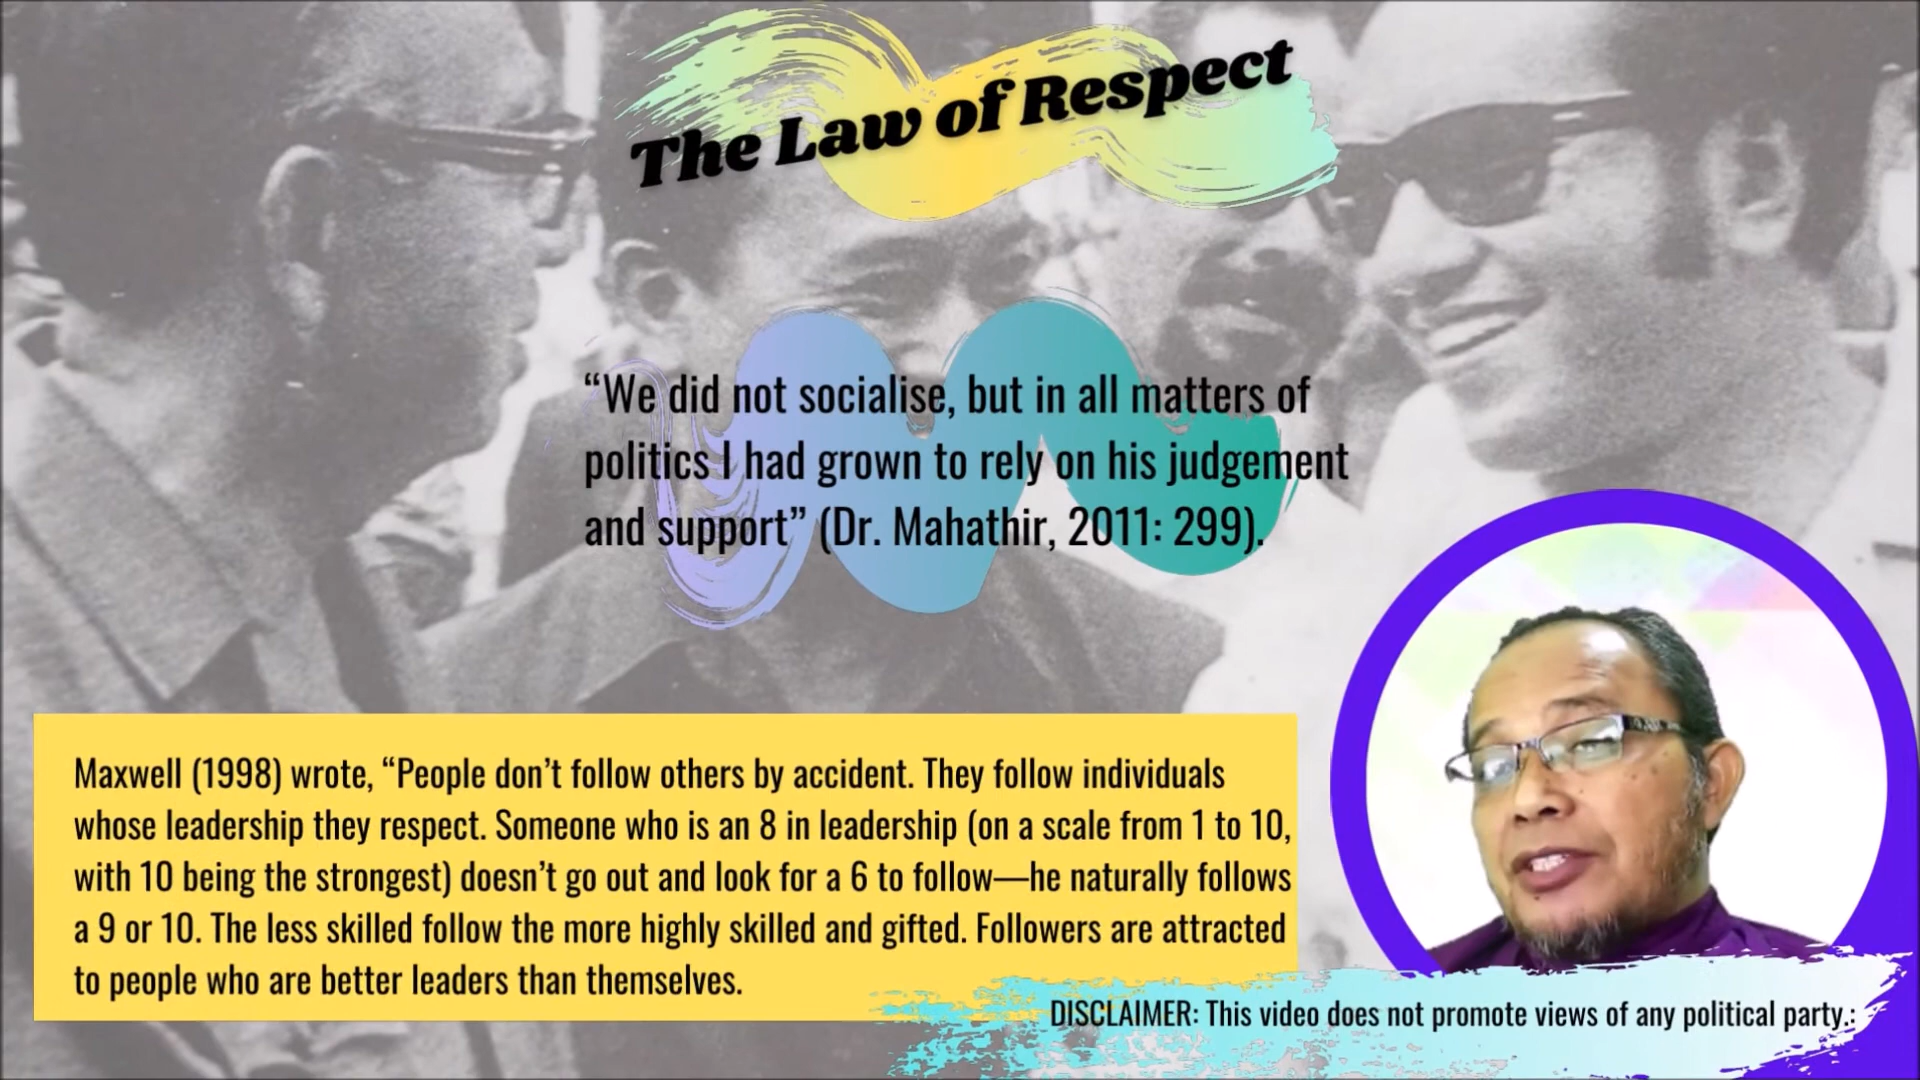 The Law of Respect
“We did not socialise, but in all matters of
politics I had grown to rely on his judgement
and support” (Dr. Mahathir, 2011: 299).
Maxwell (1998) wrote, “People don’t follow others by accident. They follow individuals
whose leadership they respect. Someone who is an 8 in leadership (on a scale from 1 to 10,
with 10 being the strongest) doesn’t go out and look for a 6 to follow—he naturally follows
a 9 or 10. The less skilled follow the more highly skilled and gifted. Followers are attracted
to people who are better leaders than themselves.
DISCLAIMER: This video does not promote views of any political party.: